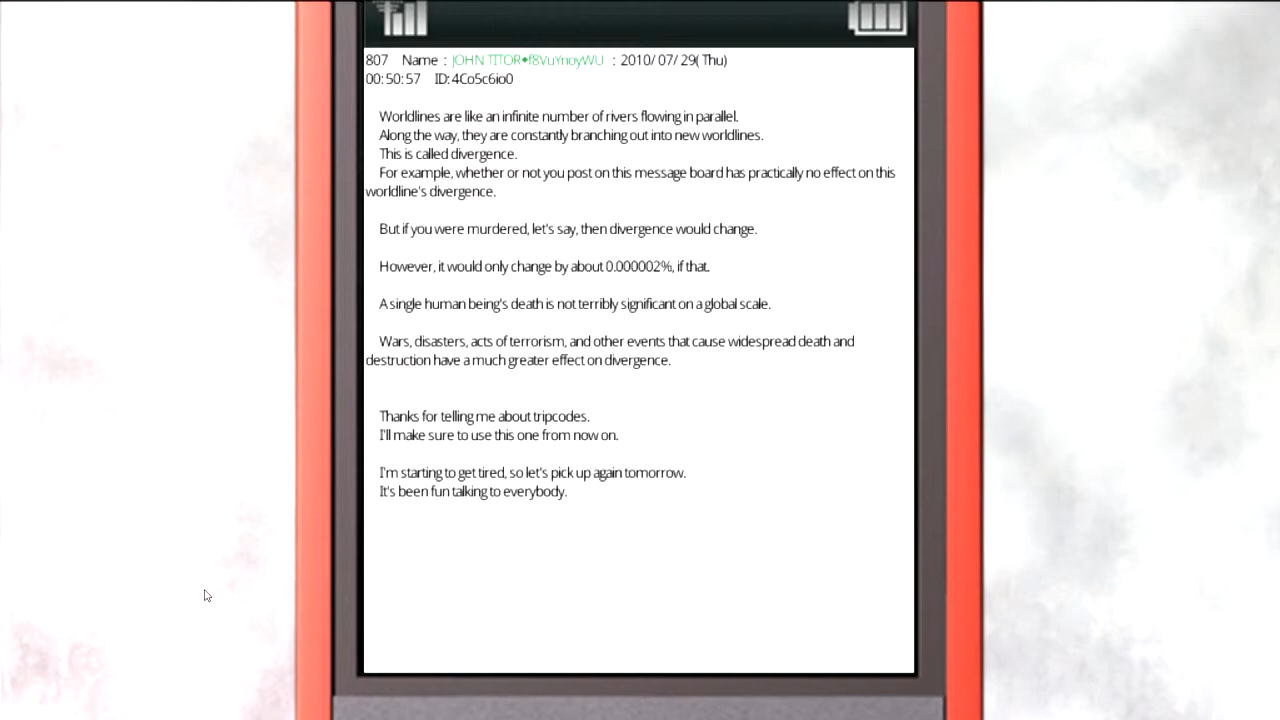 807 Name : JOHN TITOR◆f8VuYnoyWU : 2010/07/29(Thu)
00:50:57 ID:4Co5c6io0
Worldlines are like an infinite number of rivers flowing in parallel.
Along the way, they are constantly branching out into new worldlines.
This is called divergence.
For example, whether or not you post on this message board has practically no effect on this
worldline's divergence.
But if you were murdered, let's say, then divergence would change.
However, it would only change by about 0.000002%, if that.
A single human being's death is not terribly significant on a global scale.
Wars, disasters, acts of terrorism, and other events that cause widespread death and
destruction have a much greater effect on divergence.
Thanks for telling me about tripcodes.
I'll make sure to use this one from now on.
I'm starting to get tired, so let's pick up again tomorrow.
It's been fun talking to everybody.